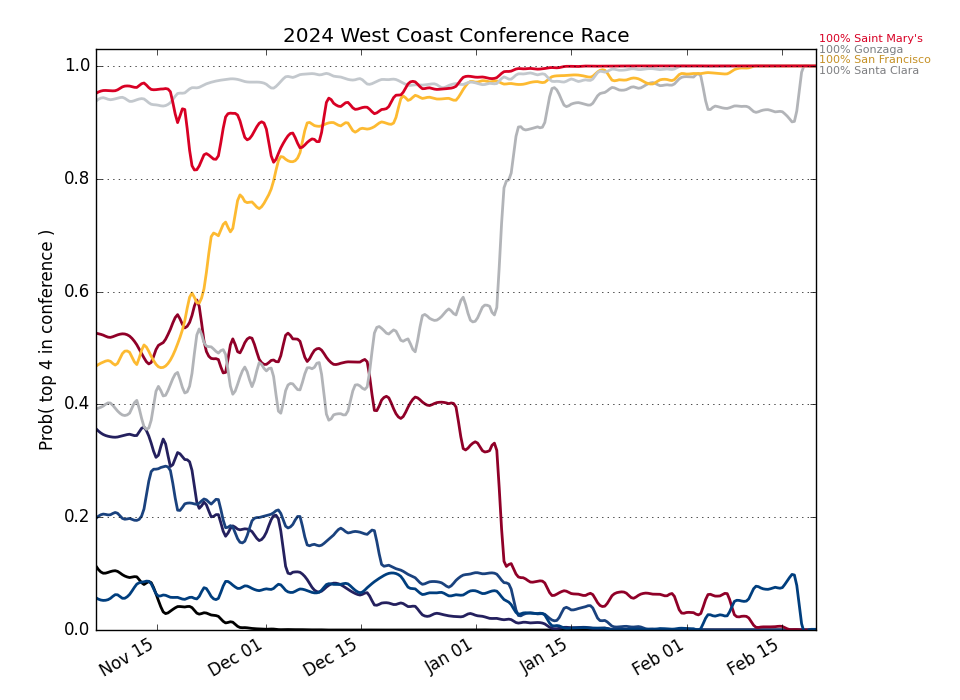 2024 West Coast Conference Race
100% Saint Mary's
100% Gonzaga
100% San Francisco
100% Santa Clara
Prob( top 4 in conference )
1.0
0.8
0.6
0.4
0.2
0.0
Nov 15
Dec 01
Dec 15
Jan 01
Jan 15
Feb 01
Feb 15